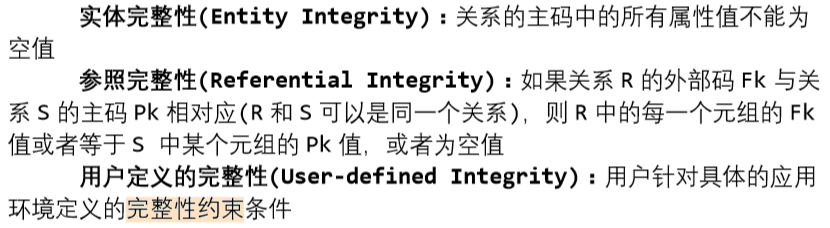 实体完整性(Entity Integrity):关系的主码中的所有属性值不能为
空值
参照完整性(Referential Integrity):如果关系 R 的外部码 Fk 与关
系 S 的主码 Pk 相对应(R 和 S 可以是同一个关系), 则 R 中的每一个元组的 Fk
值或者等于 S 中某个元组的 Pk 值, 或者为空值
用户定义的完整性(User-defined Integrity):用户针对具体的应用
环境定义的完整性约束条件